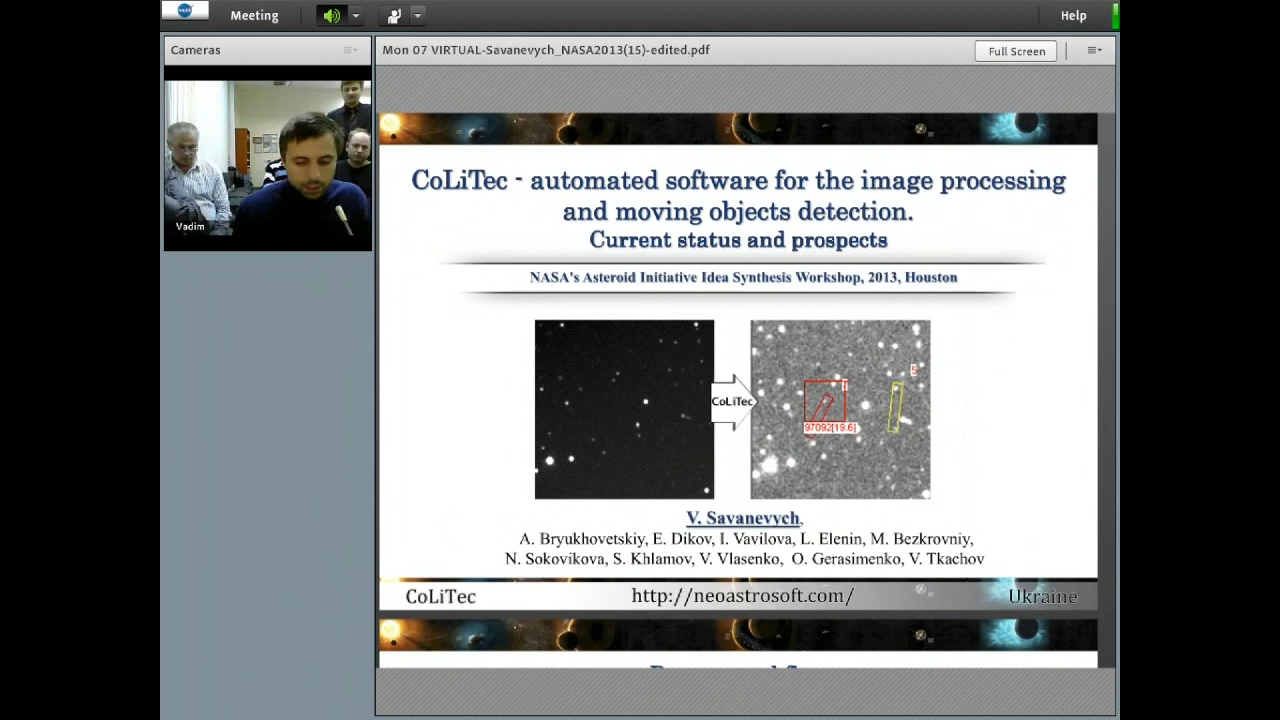 Meeting
Help
Cameras
Vadim
Mon 07 VIRTUAL-Savanevych_NASA2013(15)-edited.pdf
Full Screen
CoLiTec - automated software for the image processing
and moving objects detection.
Current status and prospects
NASA's Asteroid Initiative Idea Synthesis Workshop, 2013, Houston
CoLiTec
97092[19.6]
V. Savanevych,
A. Bryukhovetskiy, E. Dikov, I. Vavilova, L. Elenin, M. Bezkrovniy,
N. Sokovikova, S. Khlamov, V. Vlasenko, O. Gerasimenko, V. Tkachov
CoLiTec
http://neoastrosoft.com/
Ukraine